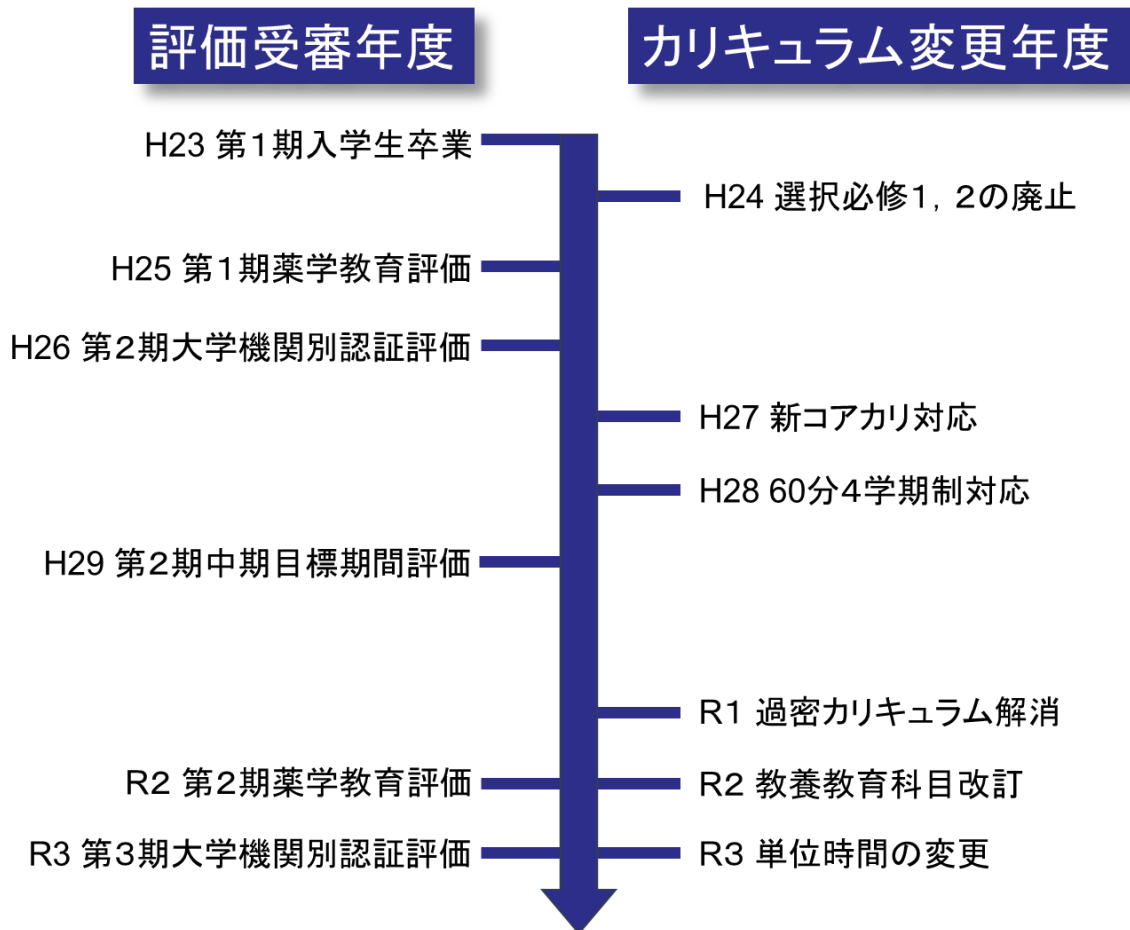 評価受審年度
カリキュラム変更年度
H23 第１期入学生卒業
H24 選択必修１，２の廃止
H25 第１期薬学教育評価
H26 第２期大学機関別認証評価
H27 新コアカリ対応
H28 60分４学期制対応
H29 第２期中期目標期間評価
R１ 過密カリキュラム解消
R２ 第２期薬学教育評価
R２ 教養教育科目改訂
R３ 第３期大学機関別認証評価
R３ 単位時間の変更